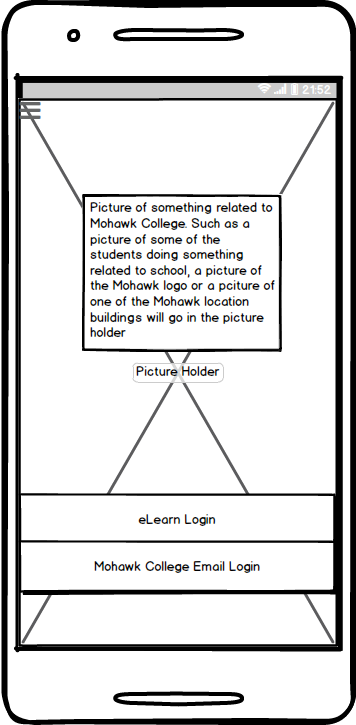 21:52
Picture of something related to
Mohawk College. Such as a
picture of some of the
students doing something
related to school, a picture of
the Mohawk logo or a pciture of
one of the Mohawk location
buildings will go in the picture
holder
Picture Holder
eLearn Login
Mohawk College Email Login